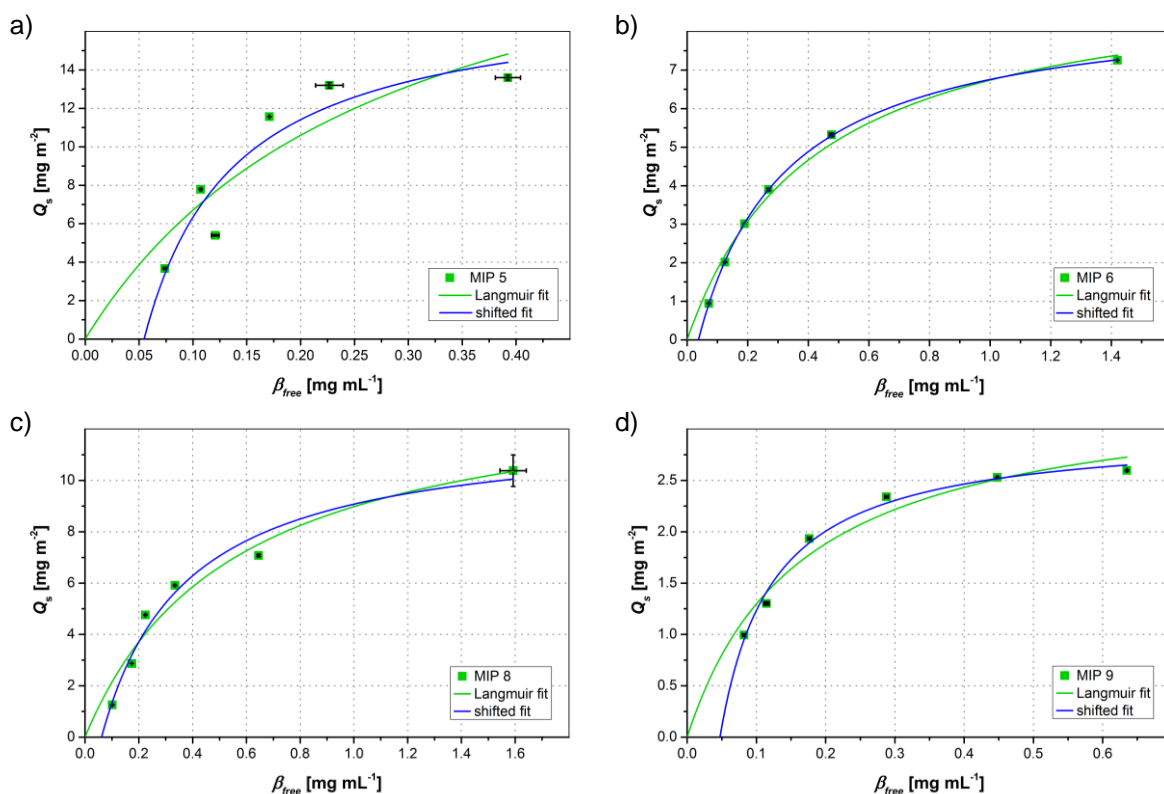 a)
14
12
10
8
6
4
2
0
Qs [mg m⁻²]
MIP 5
Langmuir fit
shifted fit
0.00 0.05 0.10 0.15 0.20 0.25 0.30 0.35 0.40
βfree [mg mL⁻¹]
b)
7
6
5
4
3
2
1
0
Qs [mg m⁻²]
MIP 6
Langmuir fit
shifted fit
0.0 0.2 0.4 0.6 0.8 1.0 1.2 1.4
βfree [mg mL⁻¹]
c)
10
8
6
4
2
0
Qs [mg m⁻²]
MIP 8
Langmuir fit
shifted fit
0.0 0.2 0.4 0.6 0.8 1.0 1.2 1.4 1.6
βfree [mg mL⁻¹]
d)
2.5
2.0
1.5
1.0
0.5
0.0
Qs [mg m⁻²]
MIP 9
Langmuir fit
shifted fit
0.0 0.1 0.2 0.3 0.4 0.5 0.6
βfree [mg mL⁻¹]